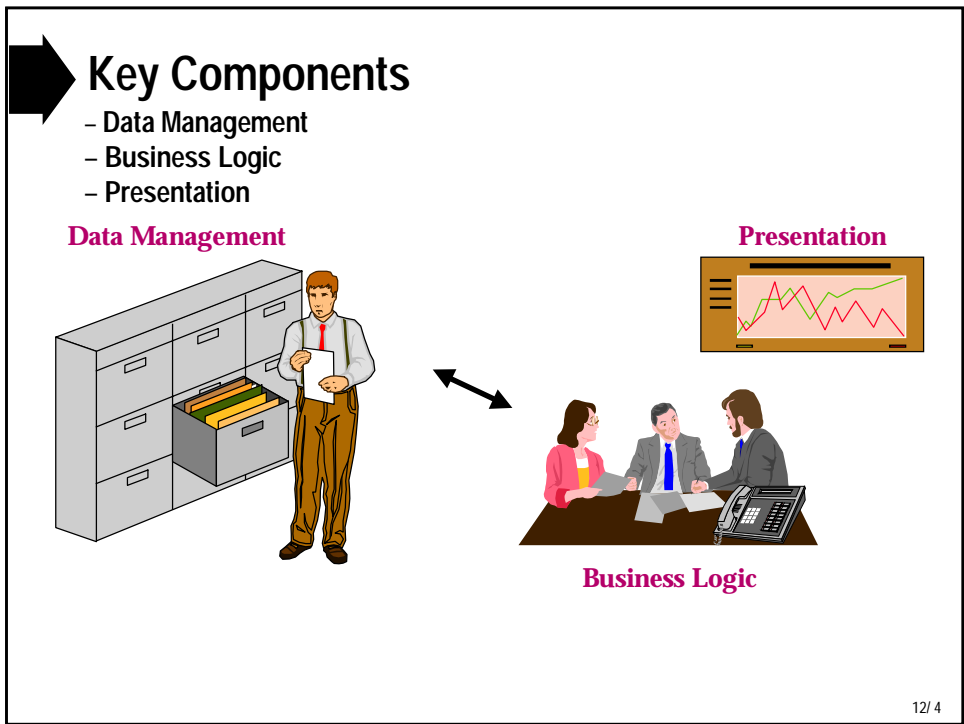 Key Components
– Data Management
– Business Logic
– Presentation
Data Management
Presentation
Business Logic
12/ 4